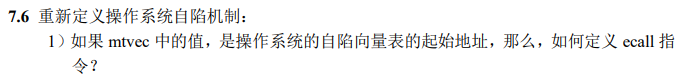 7.6 重新定义操作系统自陷机制：
1）如果 mtvec 中的值，是操作系统的自陷向量表的起始地址，那么，如何定义 ecall 指
令？